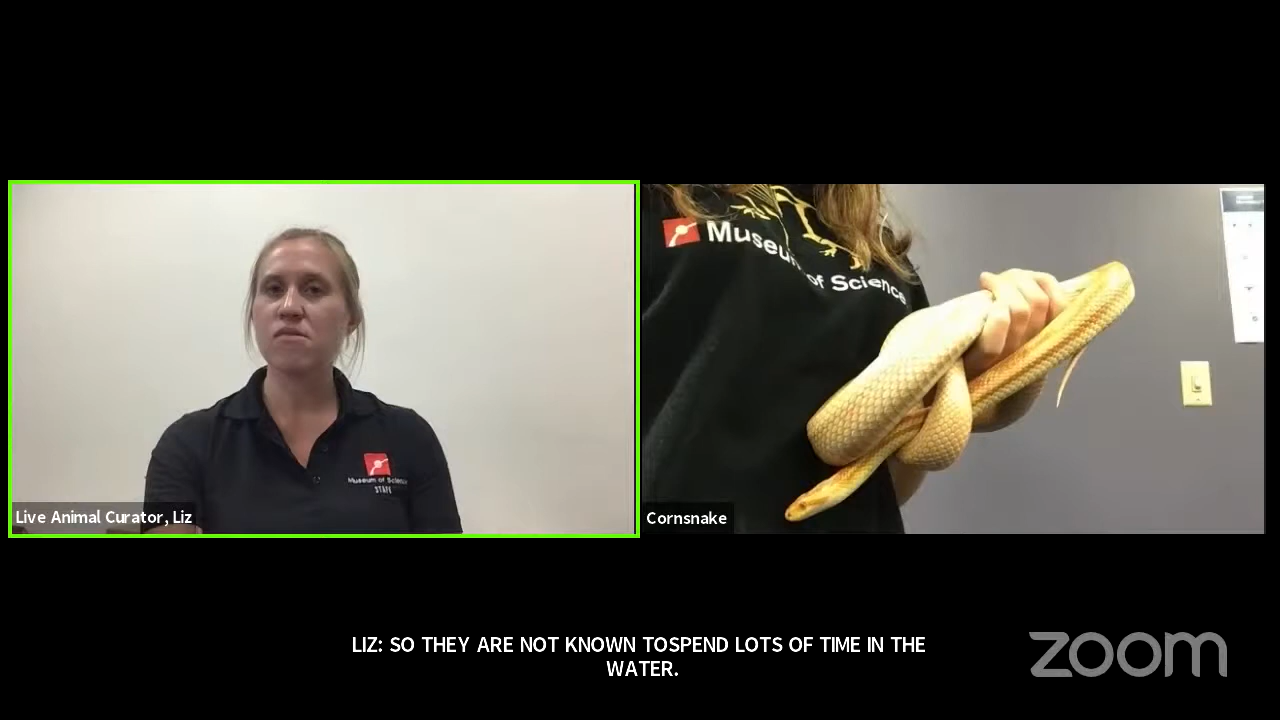 Museum of Science
Museum of Science
STAFF
Live Animal Curator, Liz
Cornsnake
LIZ: SO THEY ARE NOT KNOWN TOSPEND LOTS OF TIME IN THE
WATER.
zoom